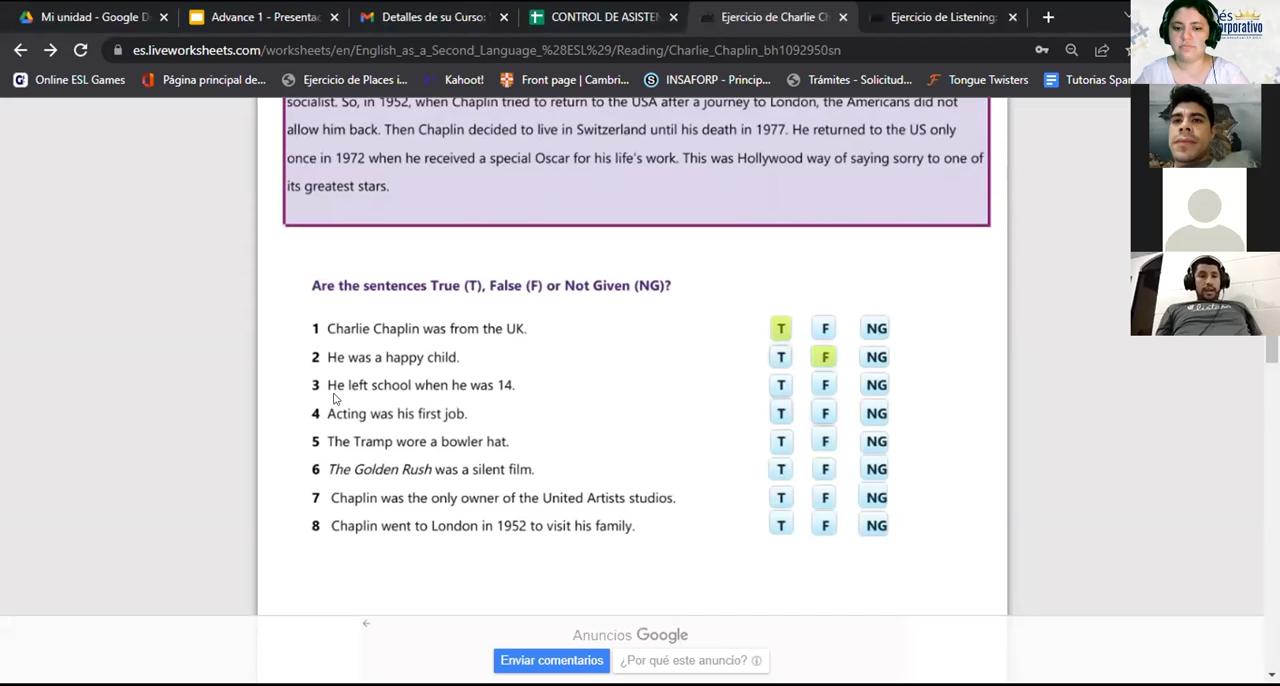 Mi unidad - Google D
Advance 1 - Presentac
Detalles de su Curso:
CONTROL DE ASISTEN
Ejercicio de Charlie Ch
Ejercicio de Listening:
es.liveworksheets.com/worksheets/en/English_as_a_Second_Language_%28ESL%29/Reading/Charlie_Chaplin_bh1092950sn
Online ESL Games
Página principal de...
Ejercicio de Places i...
Kahoot!
Front page | Cambri...
INSAFORP - Princip...
Trámites - Solicitud...
Tongue Twisters
Tutorias Spar
és
orporativo
socialist. So, in 1952, when Chaplin tried to return to the USA after a journey to London, the Americans did not
allow him back. Then Chaplin decided to live in Switzerland until his death in 1977. He returned to the US only
once in 1972 when he received a special Oscar for his life's work. This was Hollywood way of saying sorry to one of
its greatest stars.
Are the sentences True (T), False (F) or Not Given (NG)?
1 Charlie Chaplin was from the UK. T F NG
2 He was a happy child. T F NG
3 He left school when he was 14. T F NG
4 Acting was his first job. T F NG
5 The Tramp wore a bowler hat. T F NG
6 The Golden Rush was a silent film. T F NG
7 Chaplin was the only owner of the United Artists studios. T F NG
8 Chaplin went to London in 1952 to visit his family. T F NG
Anuncios Google
Enviar comentarios
¿Por qué este anuncio?